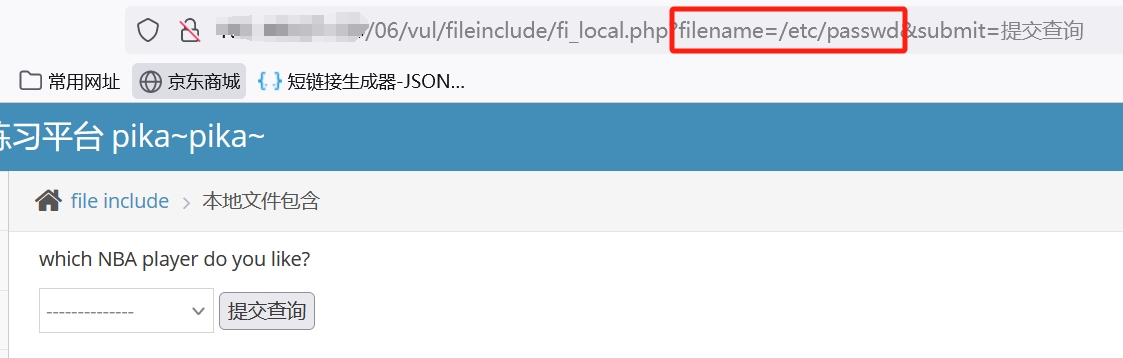 /06/vul/fileinclude/fi_local.php?filename=/etc/passwd&submit=提交查询
常用网址 京东商城 {} 短链接生成器-JSON...
练习平台 pika~pika~
file include > 本地文件包含
which NBA player do you like?
-------------- 提交查询